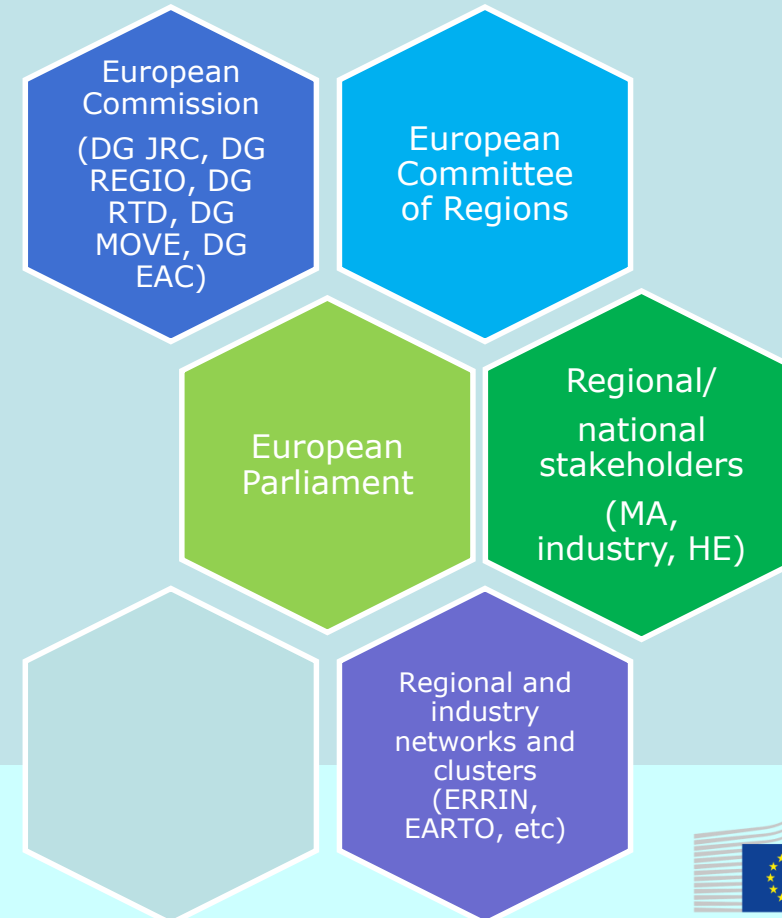 European
Commission
(DG JRC, DG
REGIO, DG
RTD, DG
MOVE, DG
EAC)
European
Committee
of Regions
European
Parliament
Regional/
national
stakeholders
(MA,
industry, HE)
Regional and
industry
networks and
clusters
(ERRIN,
EARTO, etc)